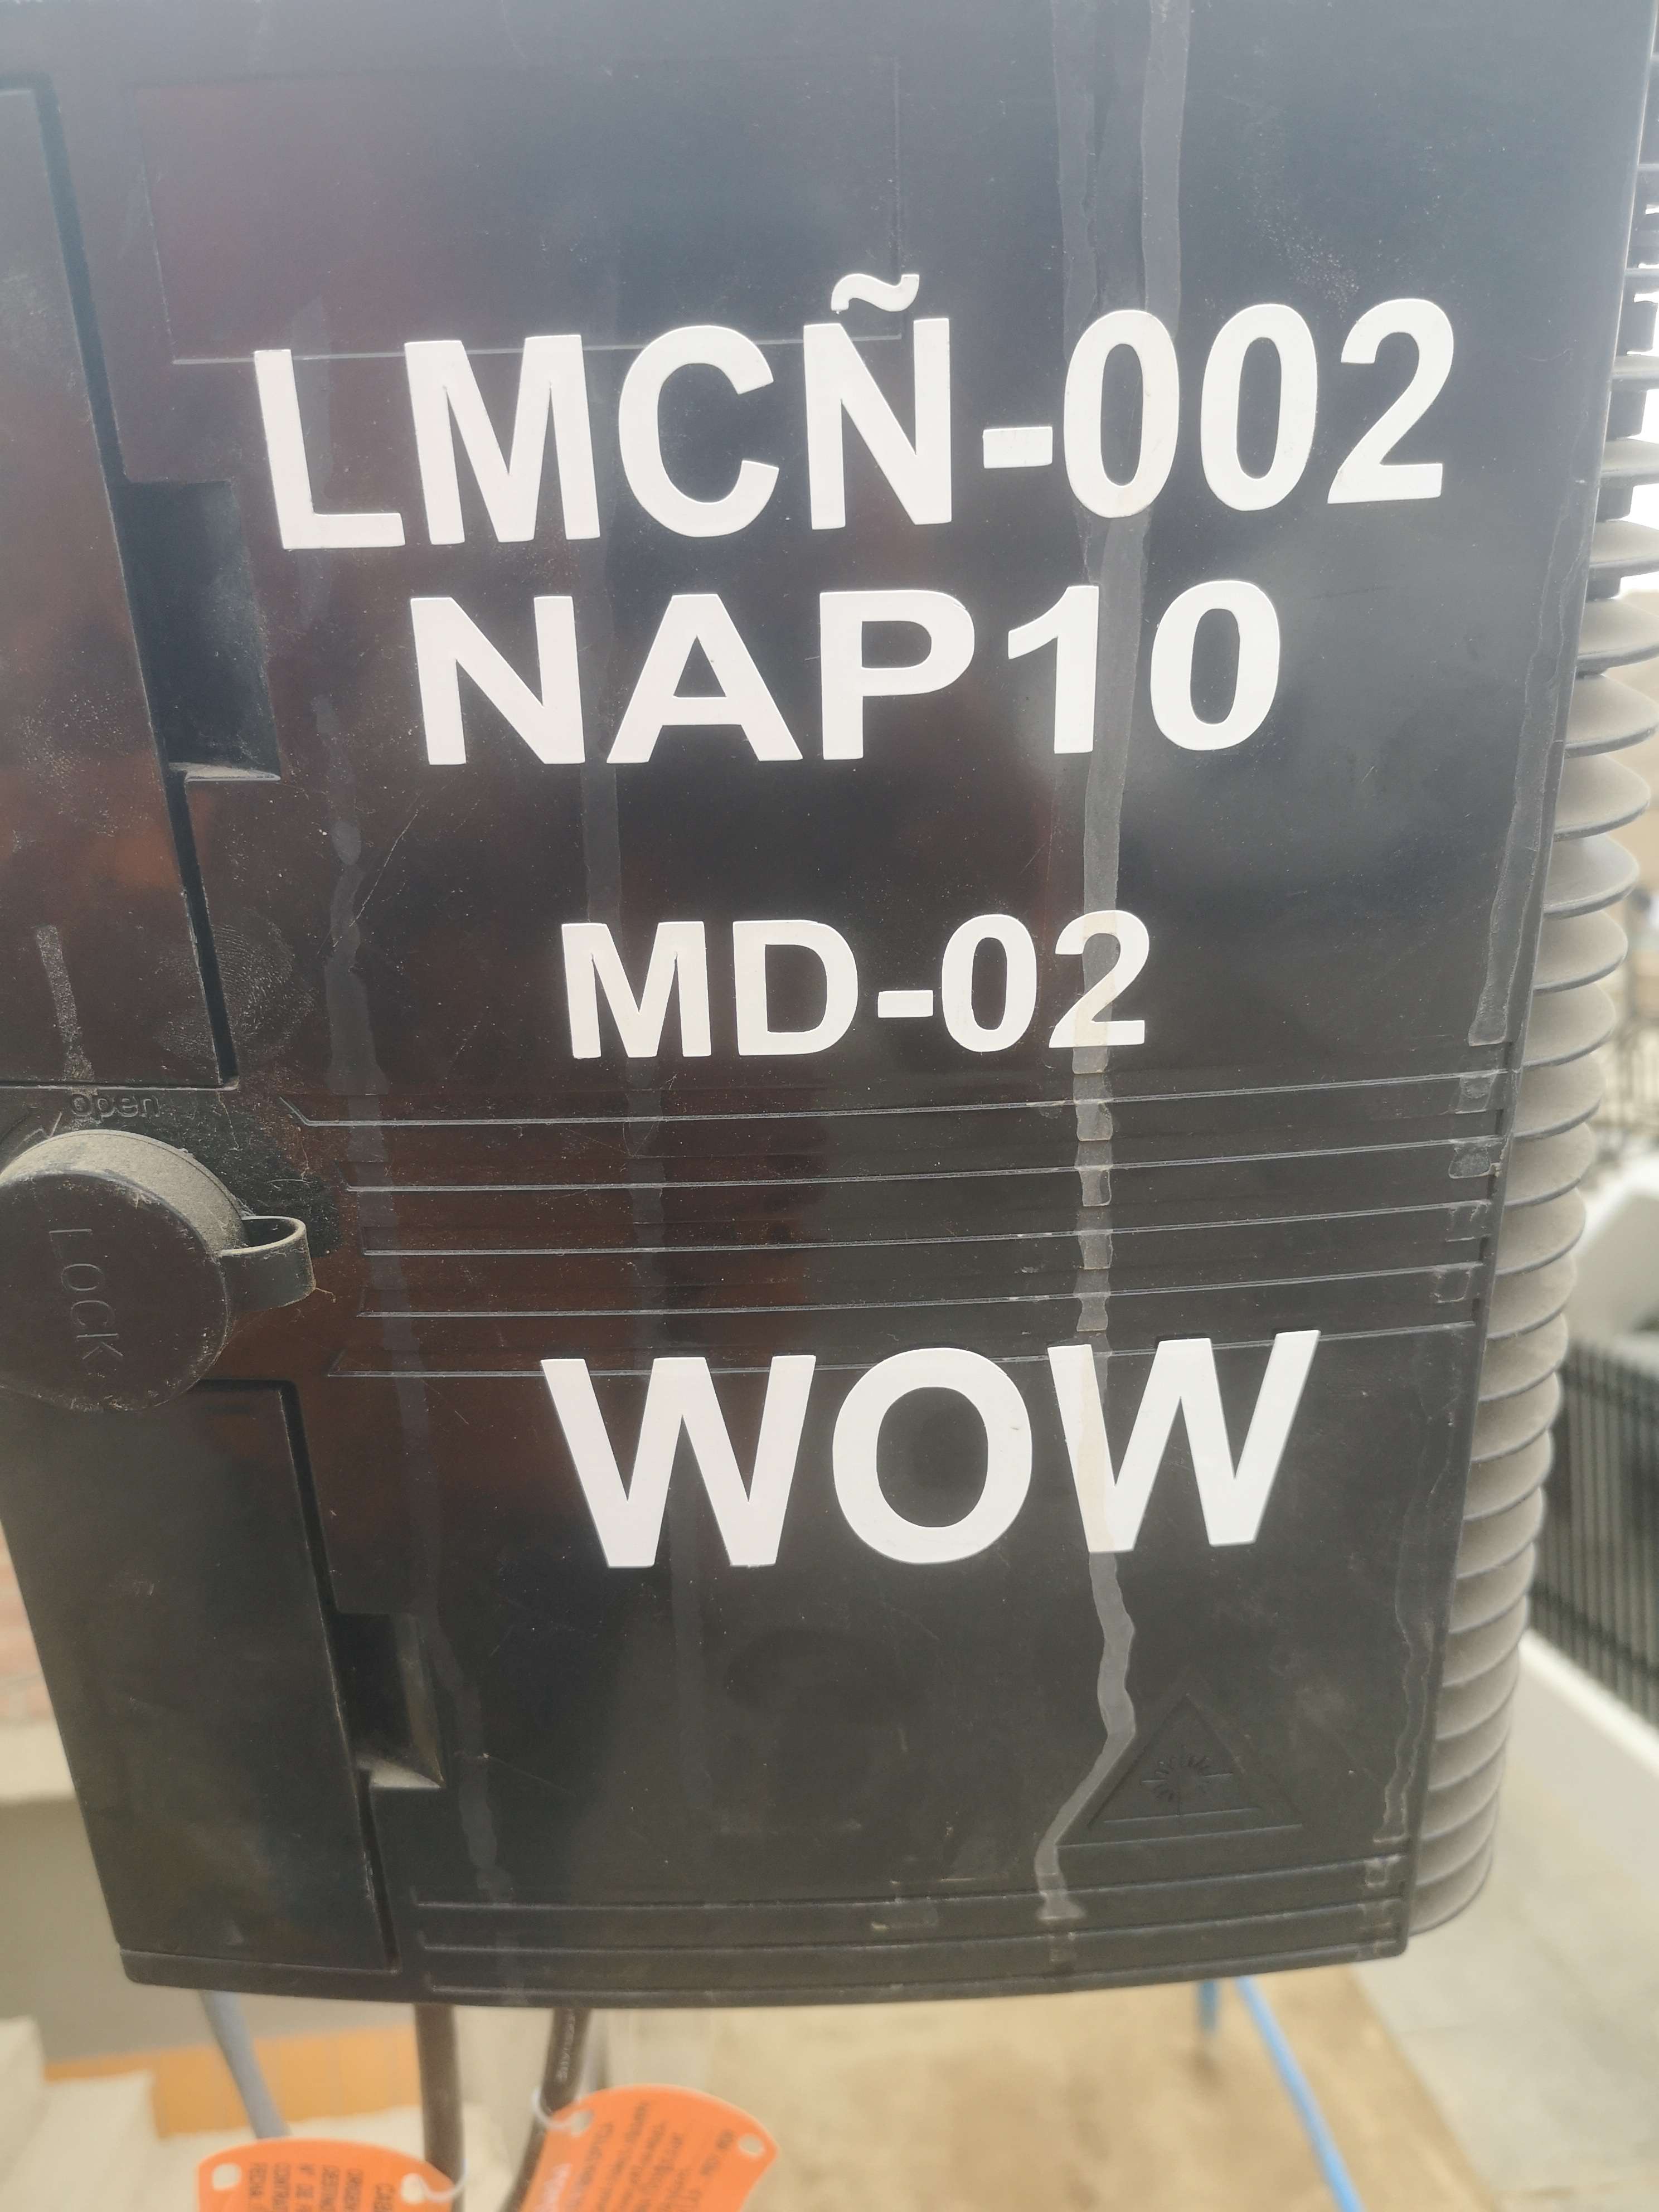 LMCÑ-002
NAP10
MD-02
open
LOCK
WOW